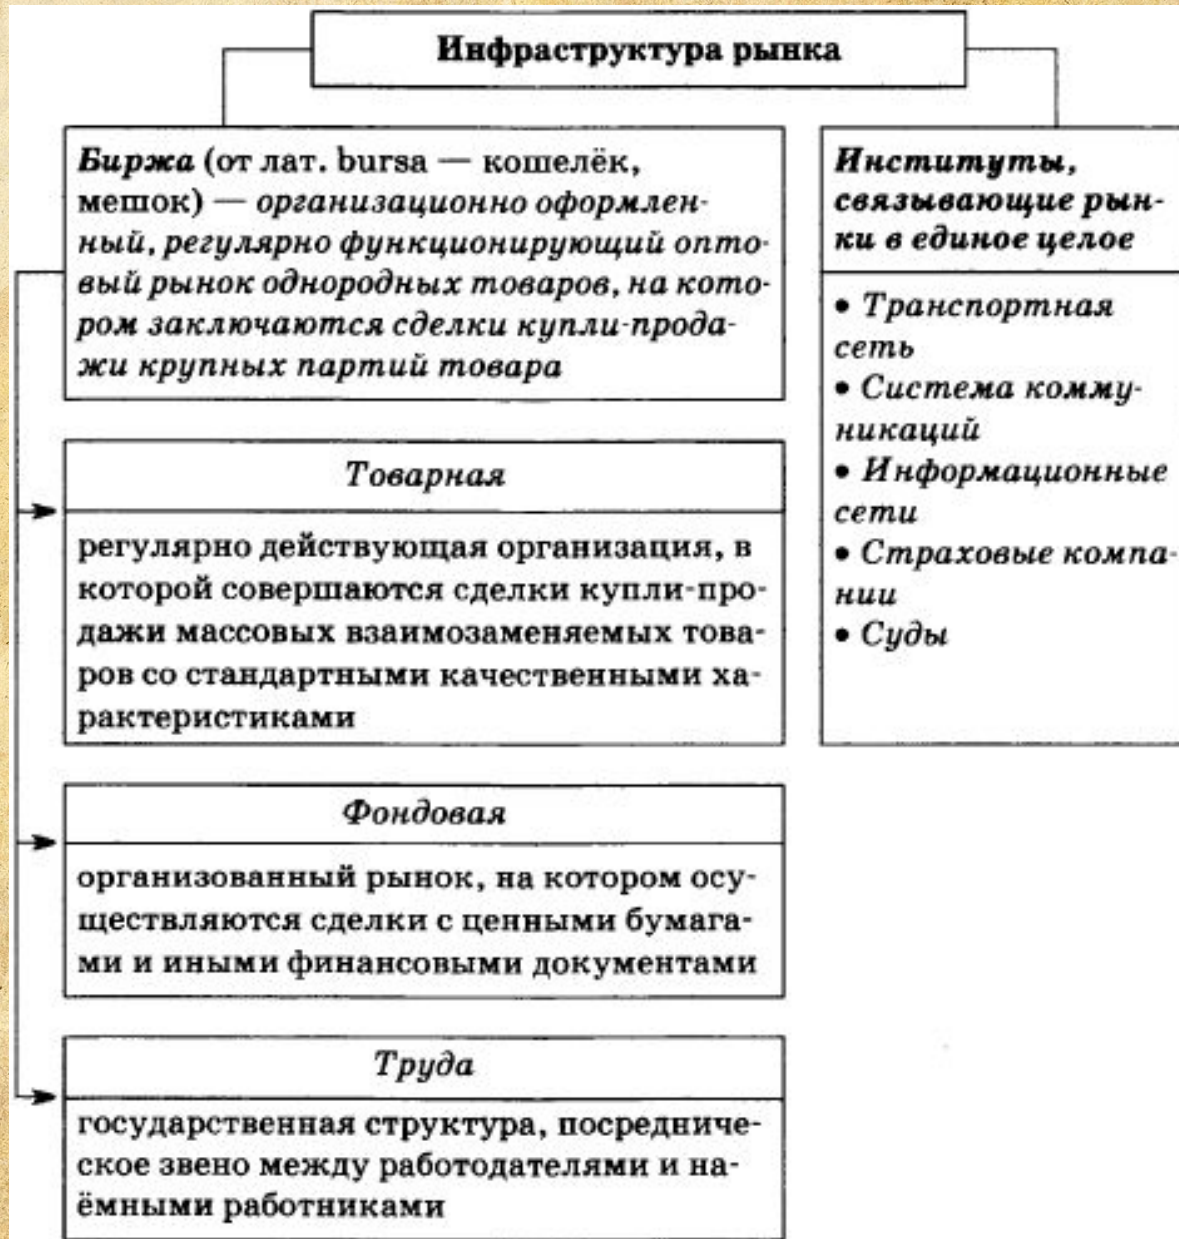 Инфраструктура рынка
Биржа (от лат. bursa — кошелёк,
мешок) — организационно оформлен-
ный, регулярно функционирующий опто-
вый рынок однородных товаров, на кото-
ром заключаются сделки купли-прода-
жи крупных партий товара
Товарная
регулярно действующая организация, в
которой совершаются сделки купли-про-
дажи массовых взаимозаменяемых това-
ров со стандартными качественными ха-
рактеристиками
Фондовая
организованный рынок, на котором осу-
ществляются сделки с ценными бумага-
ми и иными финансовыми документами
Труда
государственная структура, посредниче-
ское звено между работодателями и на-
ёмными работниками
Институты,
связывающие рын-
ки в единое целое
• Транспортная
сеть
• Система комму-
никаций
• Информационные
сети
• Страховые компа-
нии
• Суды